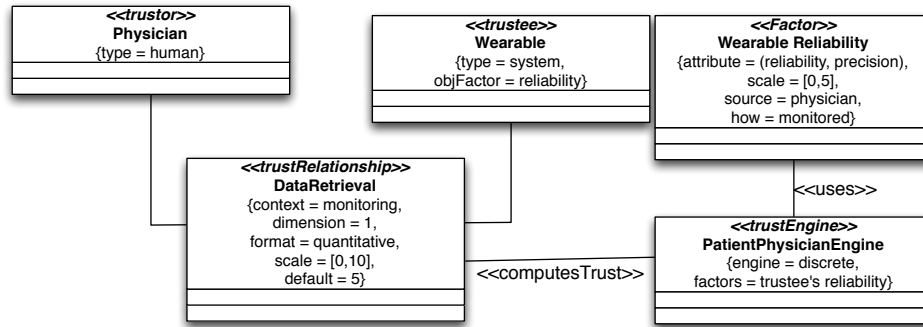 <<trustor>>
Physician
{type = human}
<<trustee>>
Wearable
{type = system,
objFactor = reliability}
<<Factor>>
Wearable Reliability
{attribute = (reliability, precision),
scale = [0,5],
source = physician,
how = monitored}
<<trustRelationship>>
DataRetrieval
{context = monitoring,
dimension = 1,
format = quantitative,
scale = [0,10],
default = 5}
<<uses>>
<<computesTrust>>
<<trustEngine>>
PatientPhysicianEngine
{engine = discrete,
factors = trustee's reliability}